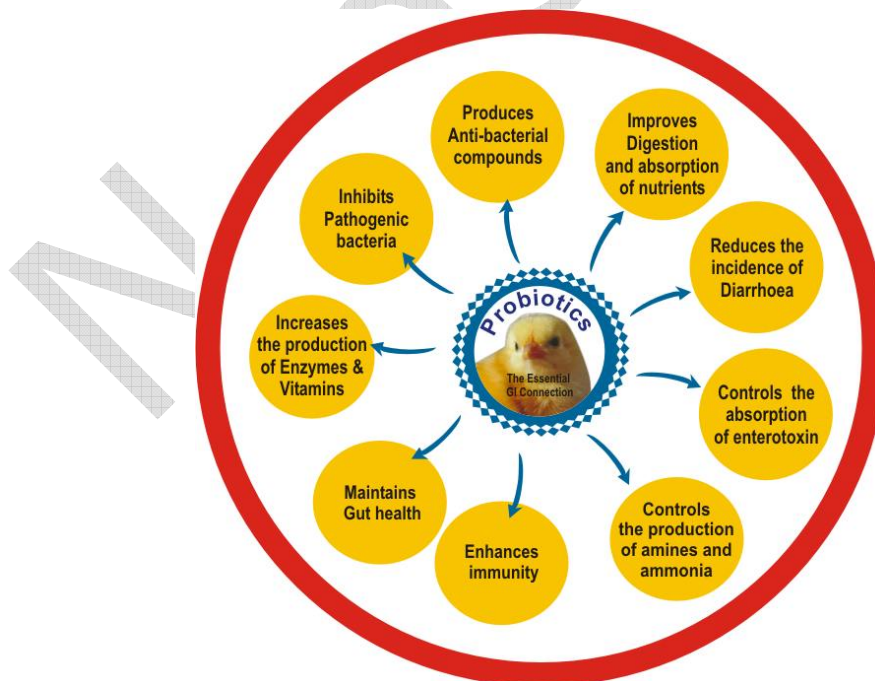 Produces
Anti-bacterial
compounds
Improves
Digestion
and absorption
of nutrients
Reduces the
incidence of
Diarrhoea
Controls the
absorption
of enterotoxin
Controls
the production
of amines and
ammonia
Enhances
immunity
Maintains
Gut health
Increases
the production
of Enzymes &
Vitamins
Inhibits
Pathogenic
bacteria
Probiotics
The Essential
GI Connection